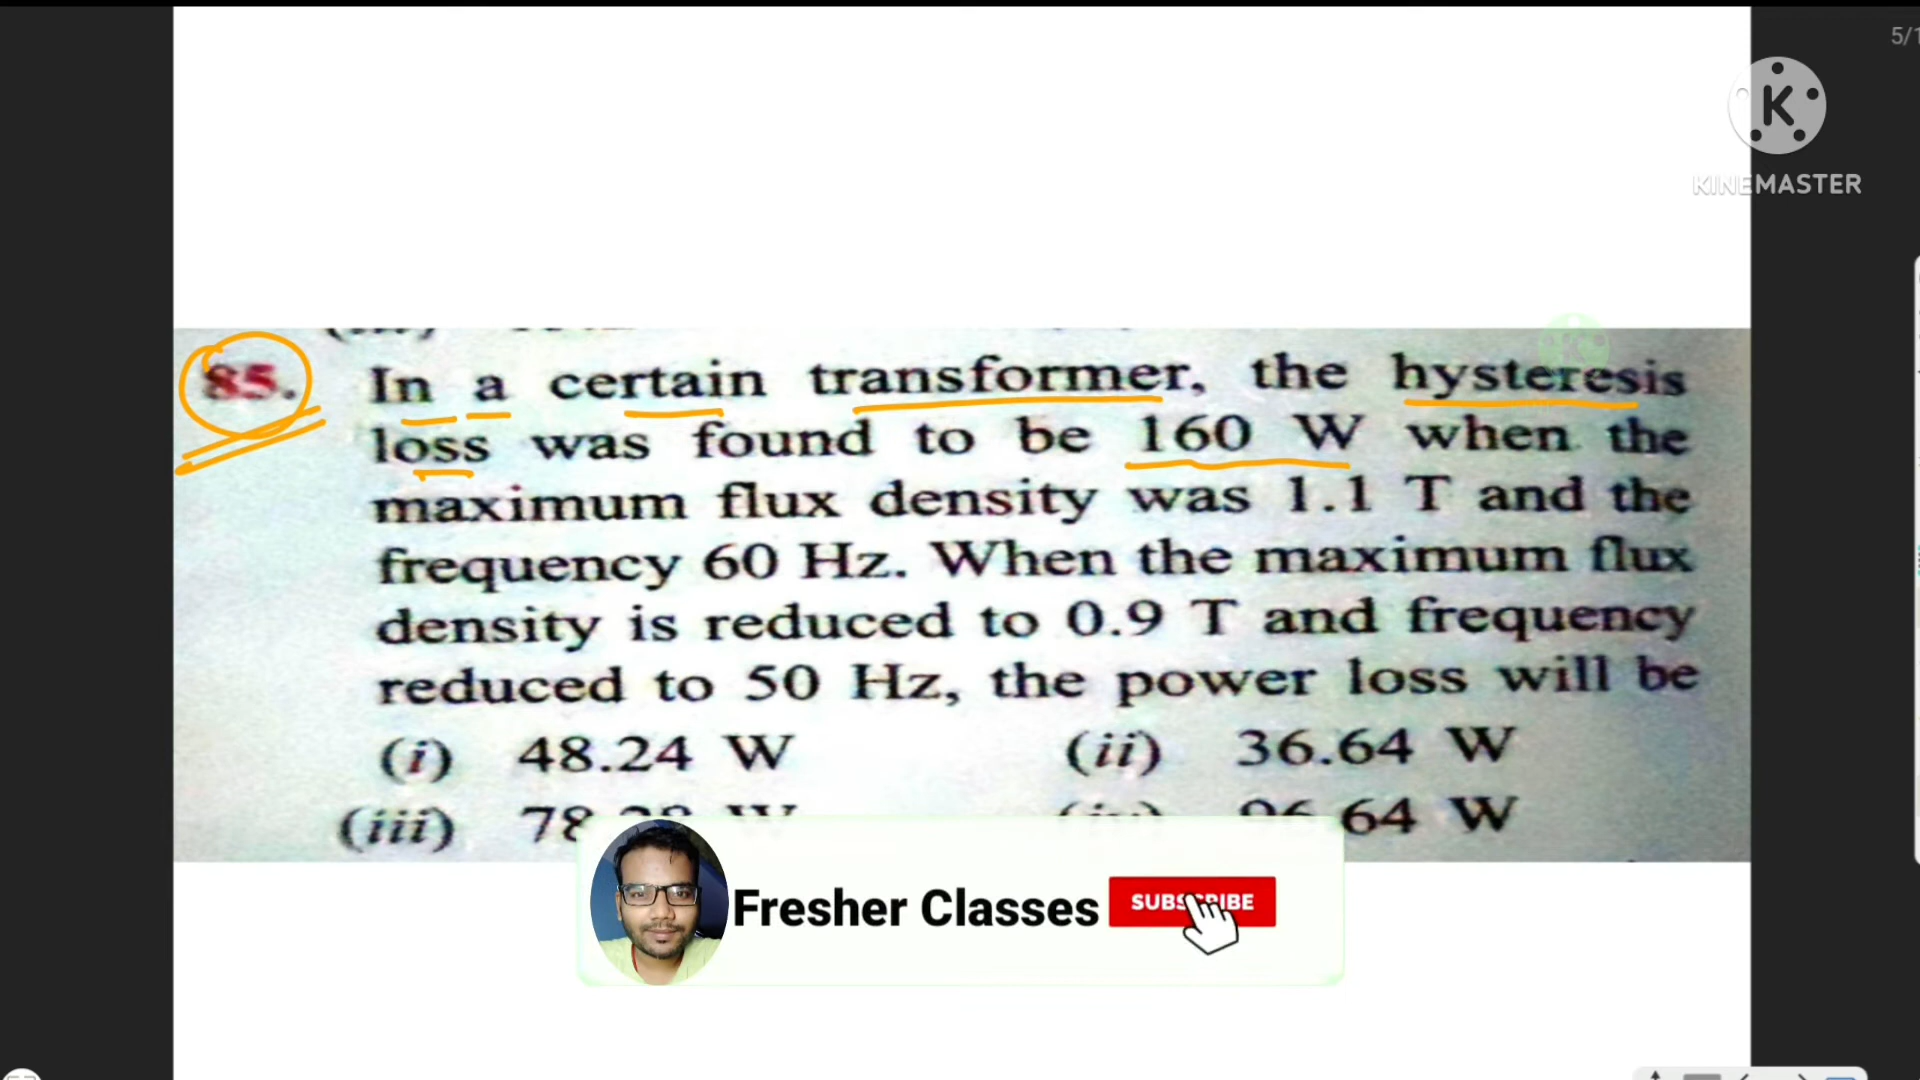 5/1
KINEMASTER
85. In a certain transformer, the hysteresis
loss was found to be 160 W when the
maximum flux density was 1.1 T and the
frequency 60 Hz. When the maximum flux
density is reduced to 0.9 T and frequency
reduced to 50 Hz, the power loss will be
(i) 48.24 W (ii) 36.64 W
(iii) 64 W
Fresher Classes SUBSCRIBE